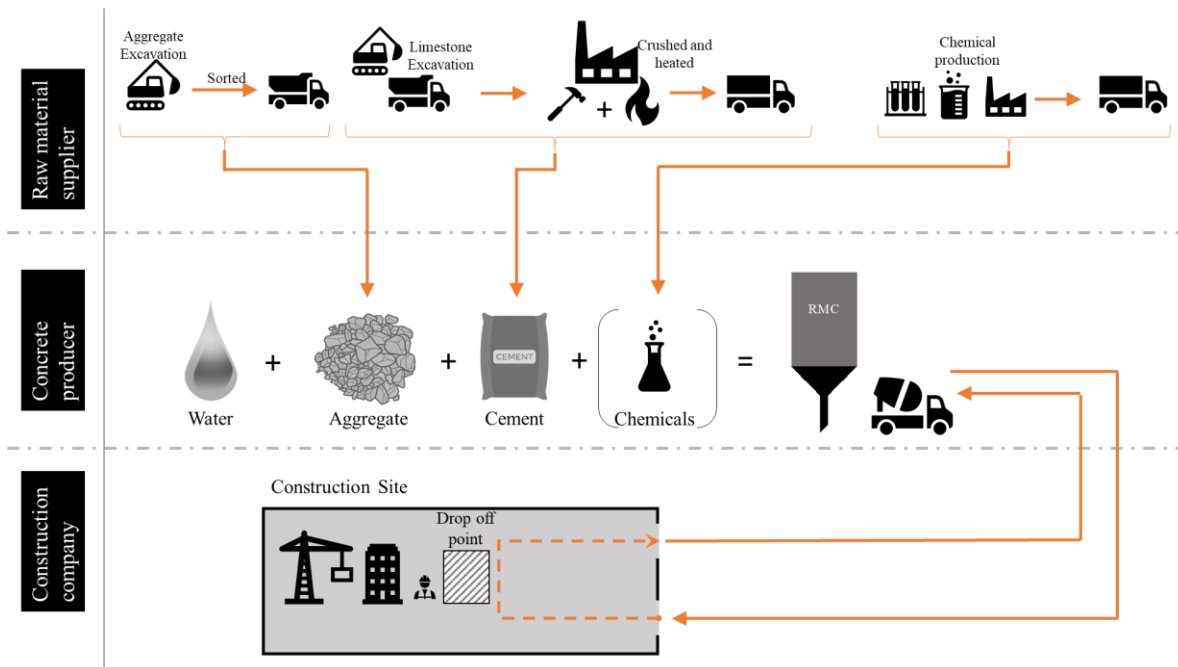 Raw material
supplier
Aggregate
Excavation
Sorted
Limestone
Excavation
Crushed and
heated
Chemical
production
Concrete
producer
+
+
+
+
=
CEMENT
RMC
Water
Aggregate
Cement
Chemicals
Construction
company
Construction Site
Drop off
point